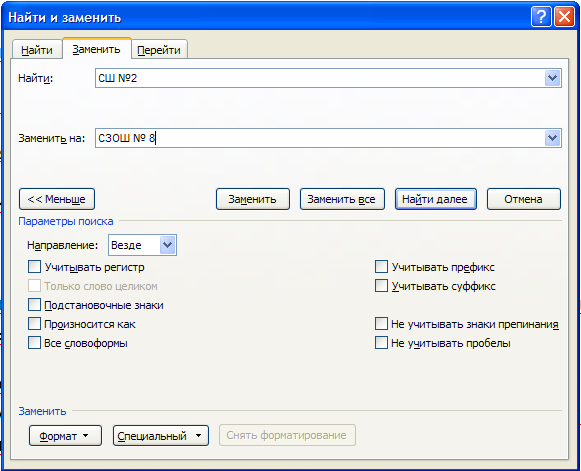 Найти и заменить
Найти Заменить Перейти
Найти: СШ №2
Заменить на: СЗОШ № 8
<< Меньше Заменить Заменить все Найти далее Отмена
Параметры поиска
Направление: Везде
Учитывать регистр Учитывать префикс
Только слово целиком Учитывать суффикс
Подстановочные знаки
Произносится как Не учитывать знаки препинания
Все словоформы Не учитывать пробелы
Заменить
Формат Специальный Снять форматирование